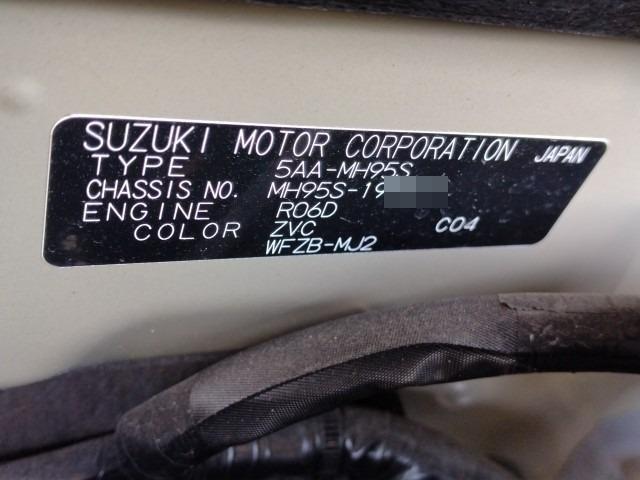 SUZUKI MOTOR CORPORATION JAPAN
TYPE 5AA-MH95S
CHASSIS NO. MH95S-19
ENGINE R06D
COLOR ZVC C04
WFZB-MJ2